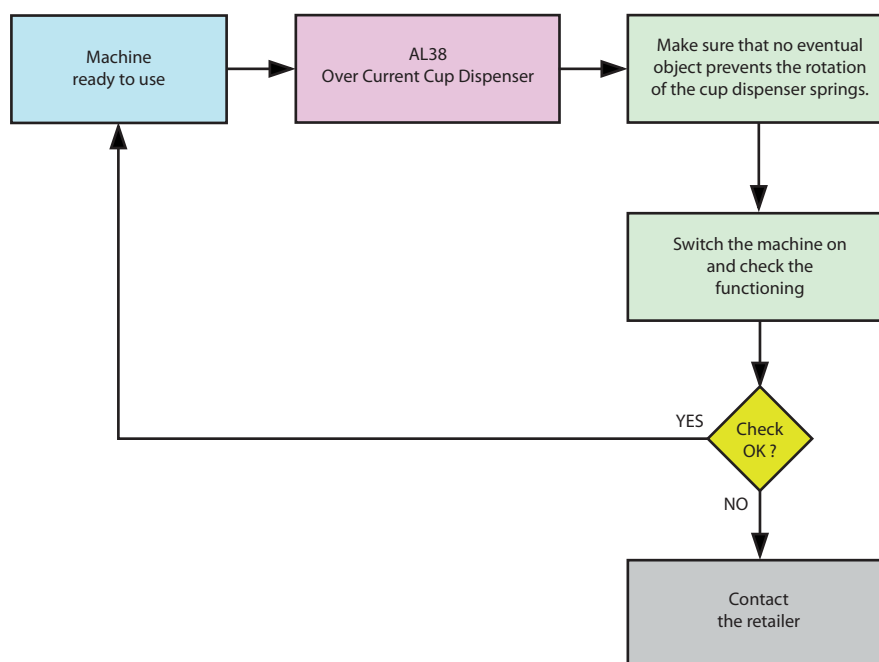 Machine
ready to use
AL38
Over Current Cup Dispenser
Make sure that no eventual
object prevents the rotation
of the cup dispenser springs.
Switch the machine on
and check the
functioning
YES
Check
OK ?
NO
Contact
the retailer